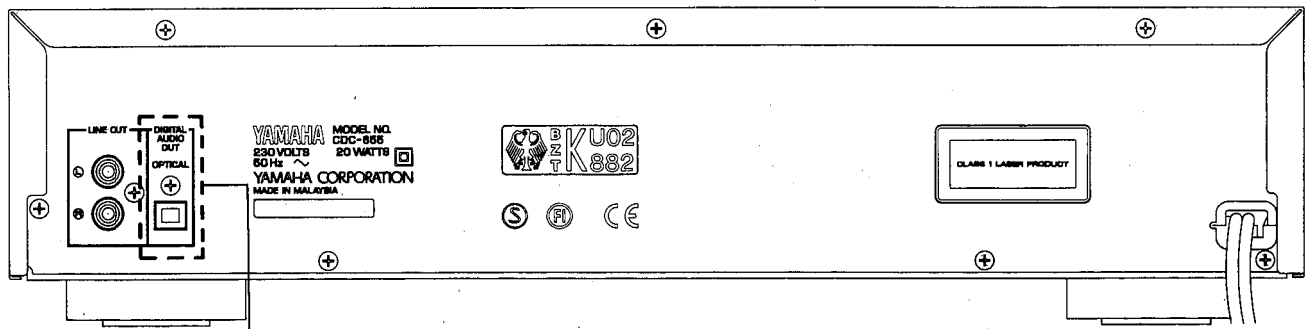 LINE OUT
DIGITAL
AUDIO
OUT
OPTICAL
L
R
YAMAHA MODEL NO.
CDC-655
230 VOLTS 20 WATTS
50 Hz ~
YAMAHA CORPORATION
MADE IN MALAYSIA
BZT
K U02
882
S
FI
CE
CLASS 1 LASER PRODUCT